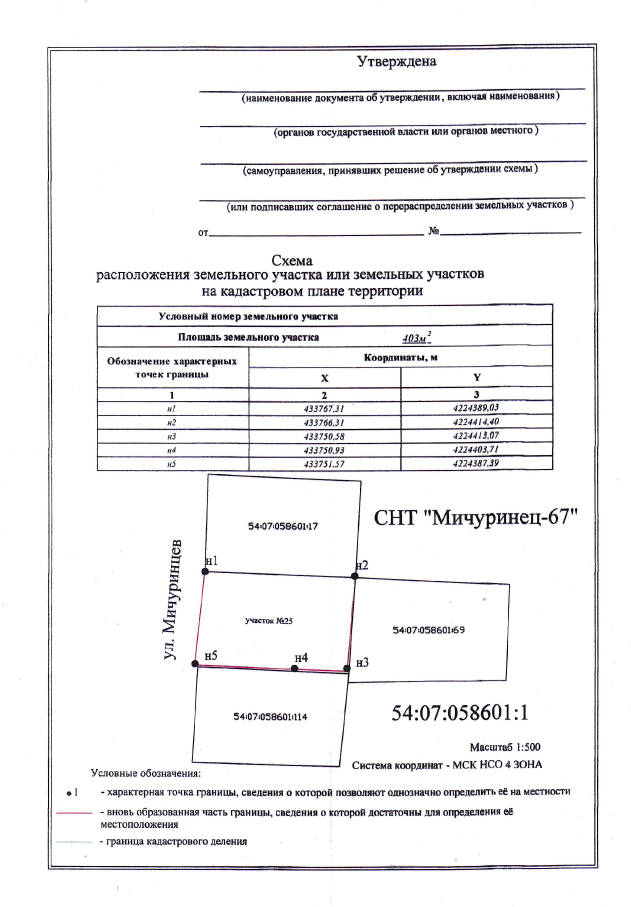 Утверждена
(наименование документа об утверждении, включая наименования)
(органов государственной власти или органов местного)
(самоуправления, принявших решение об утверждении схемы)
(или подписавших соглашение о перераспределении земельных участков)
от №
Схема
расположения земельного участка или земельных участков
на кадастровом плане территории
Условный номер земельного участка
Площадь земельного участка 403м²
Обозначение характерных точек границы
Координаты, м
X Y
1 2 3
н1 433767,31 4224389,03
н2 433766,31 4224414,40
н3 433750,58 4224413,07
н4 433750,93 4224403,71
н5 433751,57 4224387,39
54:07:058601:17
СНТ "Мичуринец-67"
ул. Мичуринцев
н1
н2
участок №25
54:07:058601:69
н5
н4
н3
54:07:058601:114
54:07:058601:1
Масштаб 1:500
Система координат - МСК НСО 4 ЗОНА
Условные обозначения:
1 - характерная точка границы, сведения о которой позволяют однозначно определить её на местности
- вновь образованная часть границы, сведения о которой достаточны для определения её
местоположения
- граница кадастрового деления